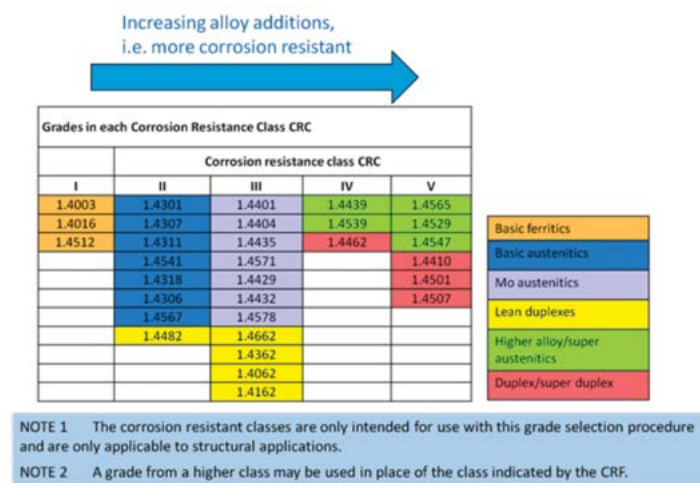 Increasing alloy additions,
i.e. more corrosion resistant
Grades in each Corrosion Resistance Class CRC
Corrosion resistance class CRC
I II III IV V
1.4003 1.4301 1.4401 1.4439 1.4565
1.4016 1.4307 1.4404 1.4539 1.4529
1.4512 1.4311 1.4435 1.4462 1.4547
1.4541 1.4571 1.4410
1.4318 1.4429 1.4501
1.4306 1.4432 1.4507
1.4567 1.4578
1.4482 1.4662
1.4362
1.4062
1.4162
Basic ferritics
Basic austenitics
Mo austenitics
Lean duplexes
Higher alloy/super
austenitics
Duplex/super duplex
NOTE 1 The corrosion resistant classes are only intended for use with this grade selection procedure
and are only applicable to structural applications.
NOTE 2 A grade from a higher class may be used in place of the class indicated by the CRF.